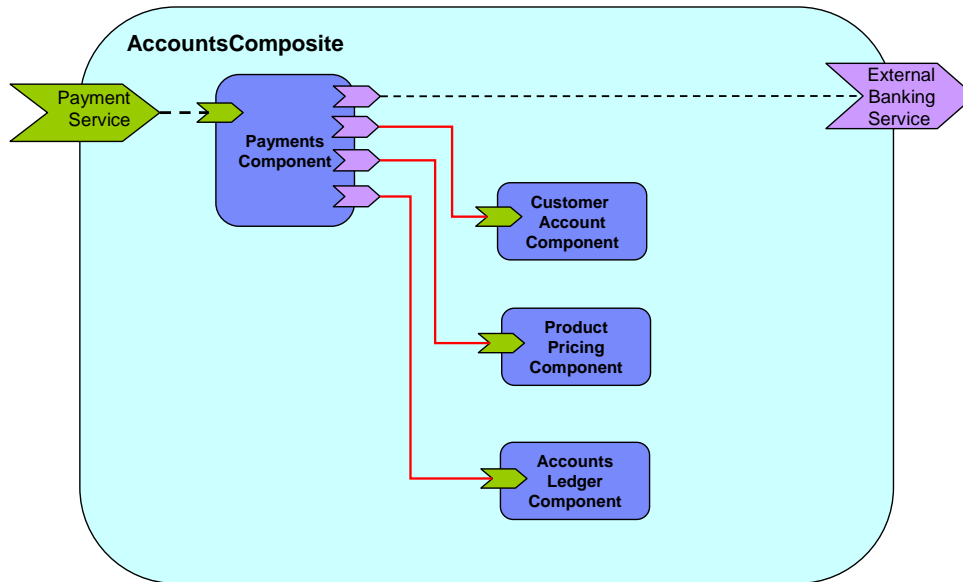 AccountsComposite
Payment
Service
Payments
Component
External
Banking
Service
Customer
Account
Component
Product
Pricing
Component
Accounts
Ledger
Component